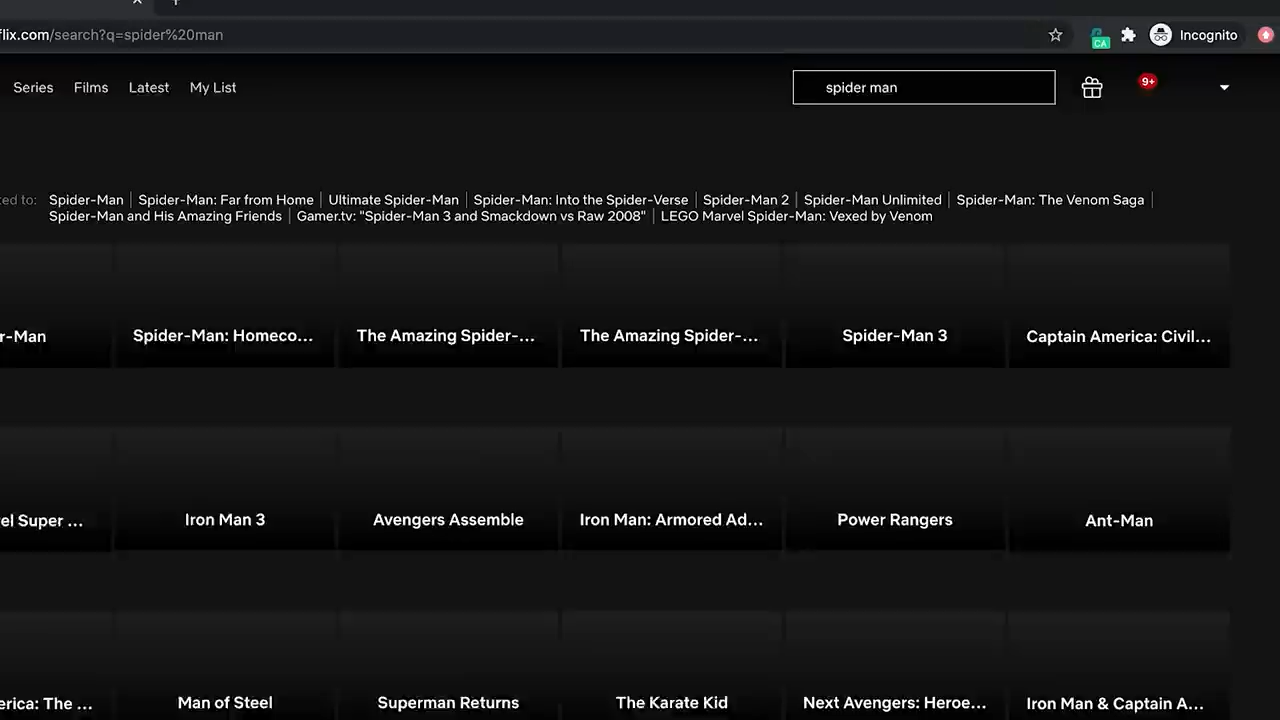 flix.com/search?q=spider%20man
CA
Incognito
Series Films Latest My List
spider man
9+
ted to: Spider-Man | Spider-Man: Far from Home | Ultimate Spider-Man | Spider-Man: Into the Spider-Verse | Spider-Man 2 | Spider-Man Unlimited | Spider-Man: The Venom Saga |
Spider-Man and His Amazing Friends | Gamer.tv: "Spider-Man 3 and Smackdown vs Raw 2008" | LEGO Marvel Spider-Man: Vexed by Venom
r-Man Spider-Man: Homeco... The Amazing Spider-... The Amazing Spider-... Spider-Man 3 Captain America: Civil...
el Super ... Iron Man 3 Avengers Assemble Iron Man: Armored Ad... Power Rangers Ant-Man
erica: The ... Man of Steel Superman Returns The Karate Kid Next Avengers: Heroe... Iron Man & Captain A...